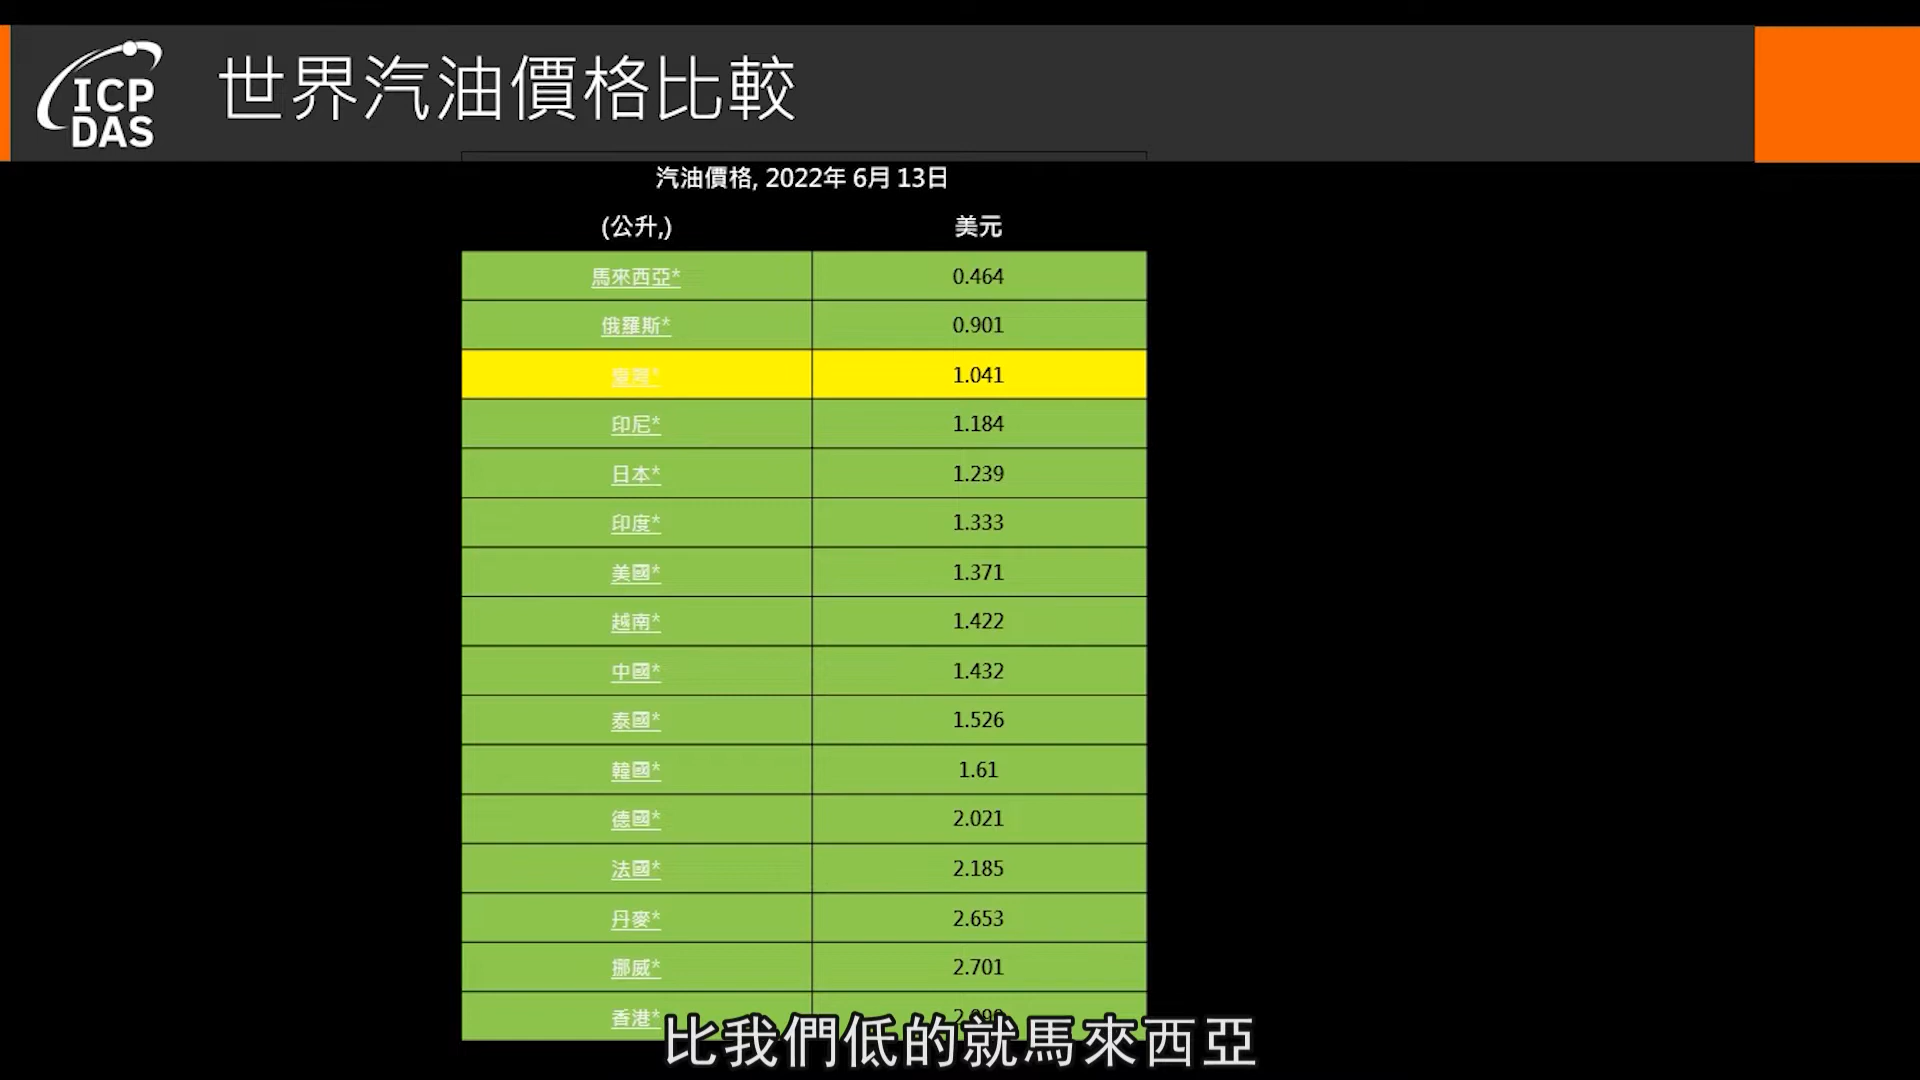 ICP
DAS
世界汽油價格比較
汽油價格, 2022年 6月 13日
(公升,) 美元
馬來西亞* 0.464
俄羅斯* 0.901
臺灣* 1.041
印尼* 1.184
日本* 1.239
印度* 1.333
美國* 1.371
越南* 1.422
中國* 1.432
泰國* 1.526
韓國* 1.61
德國* 2.021
法國* 2.185
丹麥* 2.653
挪威* 2.701
香港*
比我們低的就馬來西亞